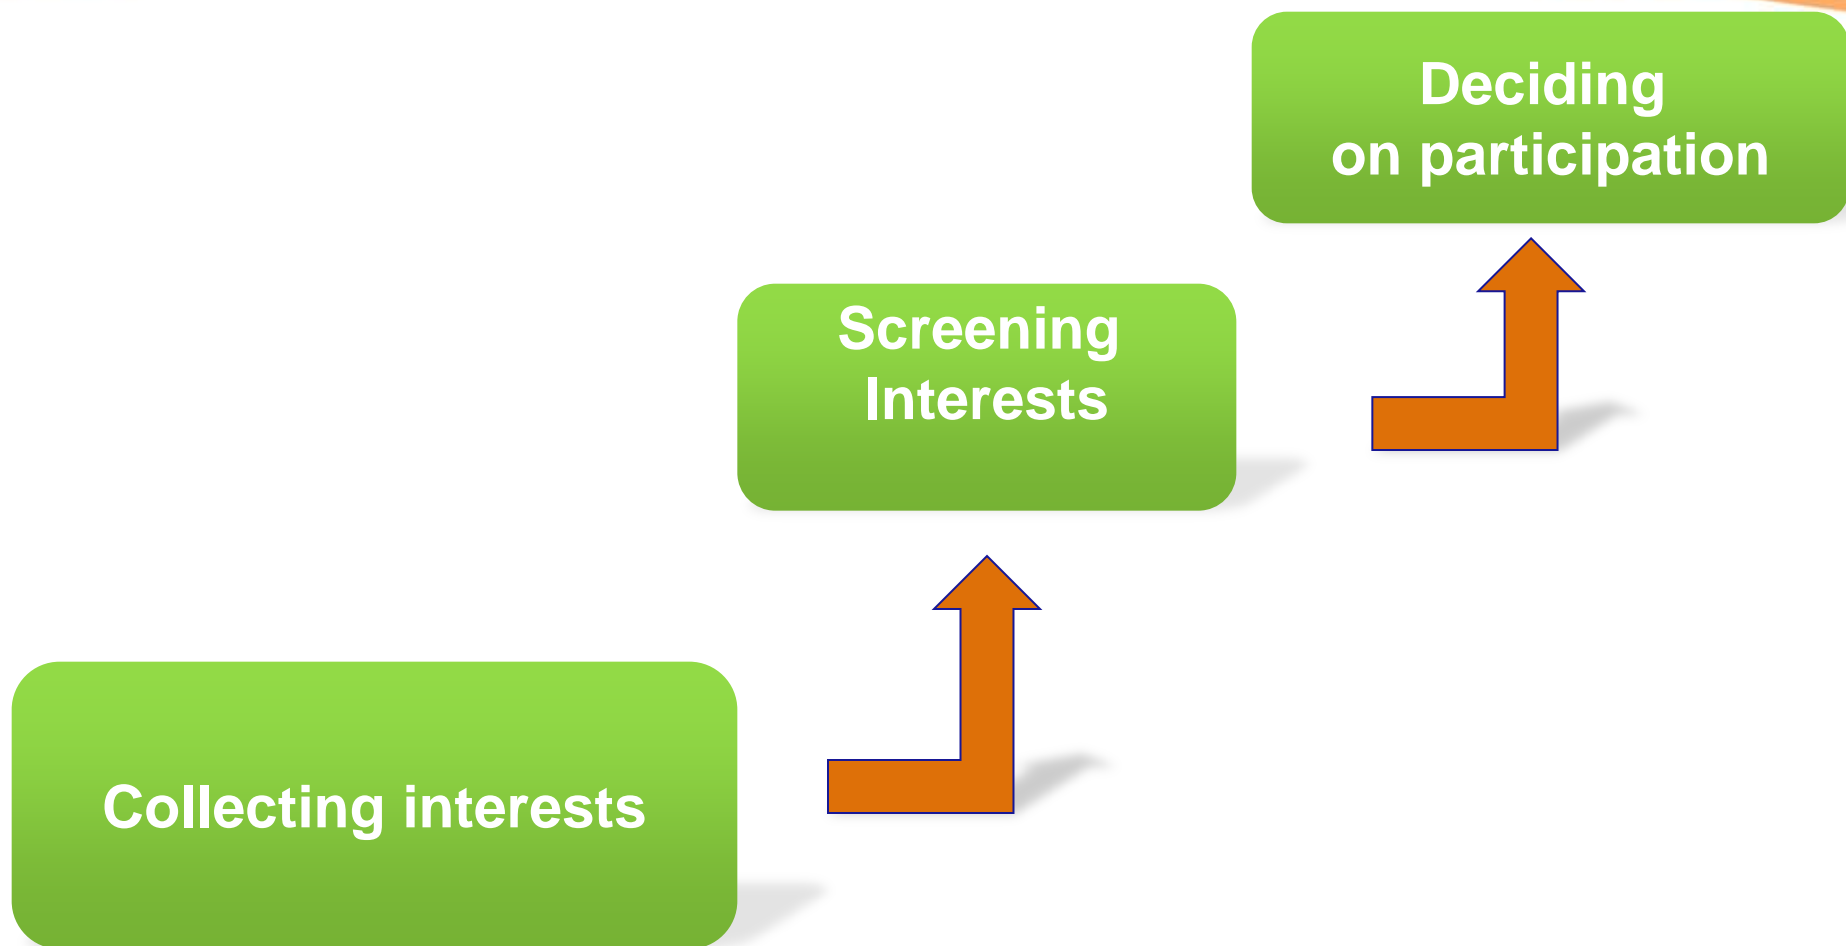 Deciding
on participation
Screening
Interests
Collecting interests